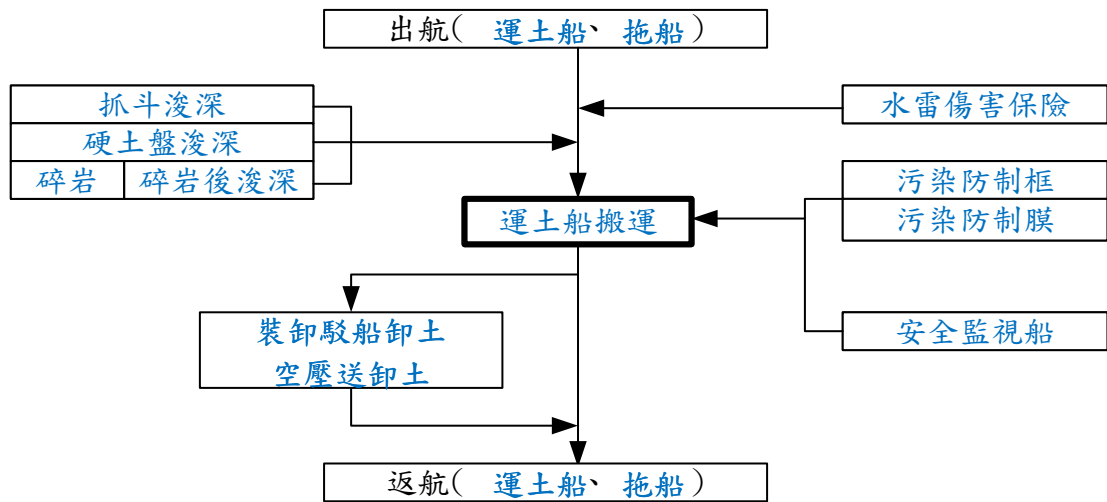 出航( 運土船、拖船 )
抓斗浚深
硬土盤浚深
碎岩 碎岩後浚深
水雷傷害保險
污染防制框
污染防制膜
運土船搬運
裝卸駁船卸土
空壓送卸土
安全監視船
返航( 運土船、拖船 )